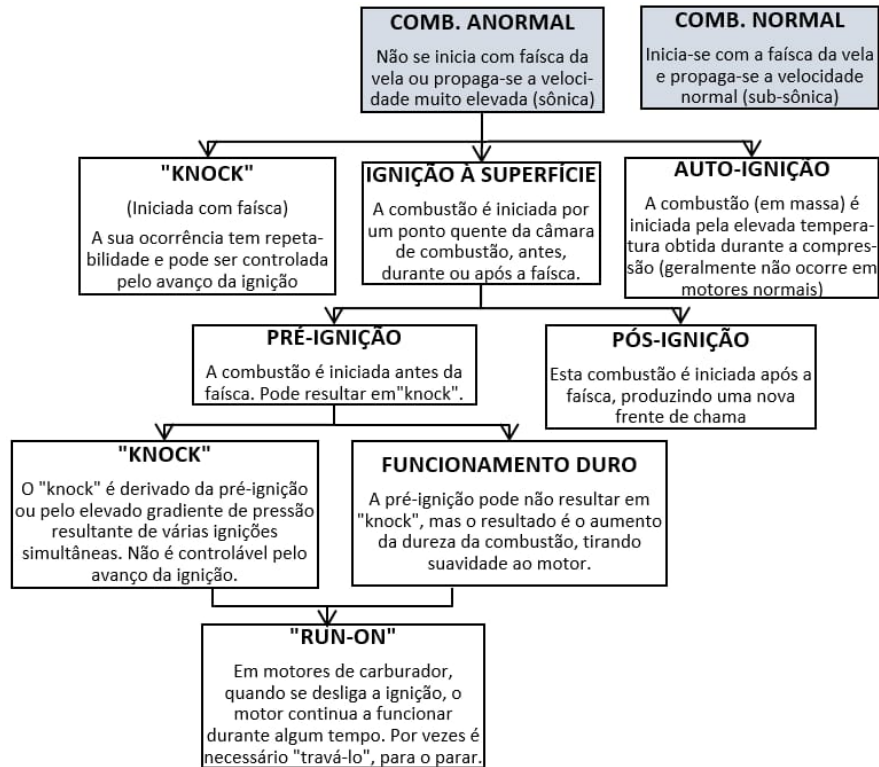 COMB. ANORMAL
Não se inicia com faísca da
vela ou propaga-se a veloci-
dade muito elevada (sônica)
COMB. NORMAL
Inicia-se com a faísca da vela
e propaga-se a velocidade
normal (sub-sônica)
"KNOCK"
(Iniciada com faísca)
A sua ocorrência tem repeta-
bilidade e pode ser controlada
pelo avanço da ignição
IGNIÇÃO À SUPERFÍCIE
A combustão é iniciada por
um ponto quente da câmara
de combustão, antes,
durante ou após a faísca.
AUTO-IGNIÇÃO
A combustão (em massa) é
iniciada pela elevada tempera-
tura obtida durante a compres-
são (geralmente não ocorre em
motores normais)
PRÉ-IGNIÇÃO
A combustão é iniciada antes da
faísca. Pode resultar em"knock".
PÓS-IGNIÇÃO
Esta combustão é iniciada após a
faísca, produzindo uma nova
frente de chama
"KNOCK"
O "knock" é derivado da pré-ignição
ou pelo elevado gradiente de pressão
resultante de várias ignições
simultâneas. Não é controlável pelo
avanço da ignição.
FUNCIONAMENTO DURO
A pré-ignição pode não resultar em
"knock", mas o resultado é o aumento
da dureza da combustão, tirando
suavidade ao motor.
"RUN-ON"
Em motores de carburador,
quando se desliga a ignição, o
motor continua a funcionar
durante algum tempo. Por vezes é
necessário "travá-lo", para o parar.